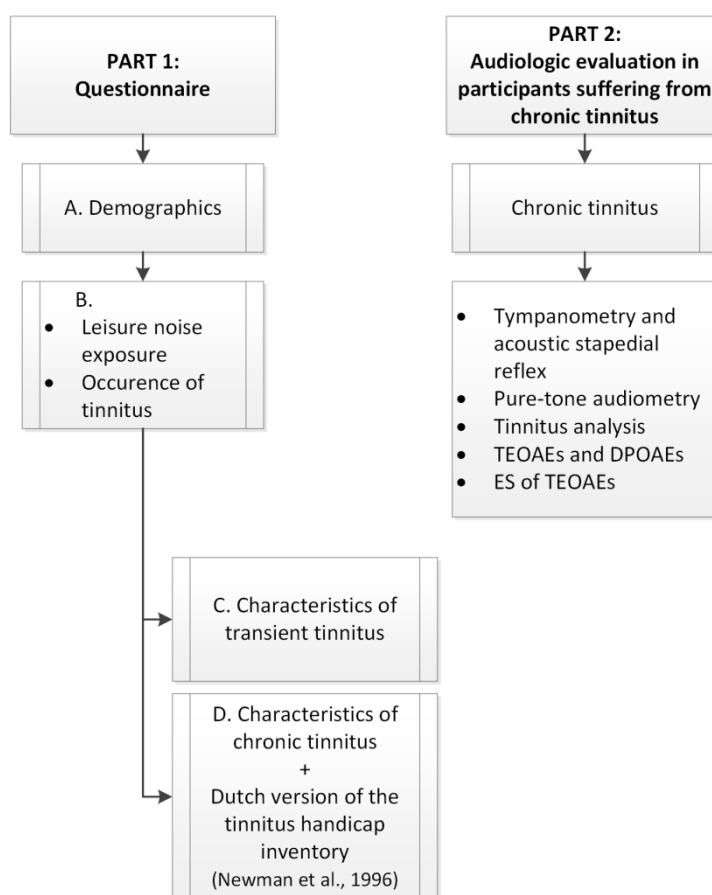 PART 1:
Questionnaire
A. Demographics
B.
• Leisure noise
exposure
• Occurence of
tinnitus
C. Characteristics of
transient tinnitus
D. Characteristics of
chronic tinnitus
+
Dutch version of the
tinnitus handicap
inventory
(Newman et al., 1996)
PART 2:
Audiologic evaluation in
participants suffering from
chronic tinnitus
Chronic tinnitus
• Tympanometry and
acoustic stapedial
reflex
• Pure-tone audiometry
• Tinnitus analysis
• TEOAEs and DPOAEs
• ES of TEOAEs